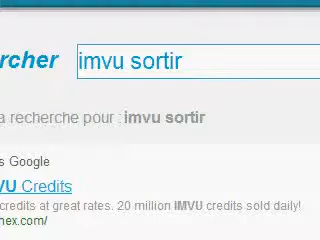 rcher imvu sortir
a recherche pour : imvu sortir
s Google
VU Credits
credits at great rates. 20 million IMVU credits sold daily!
nex.com/